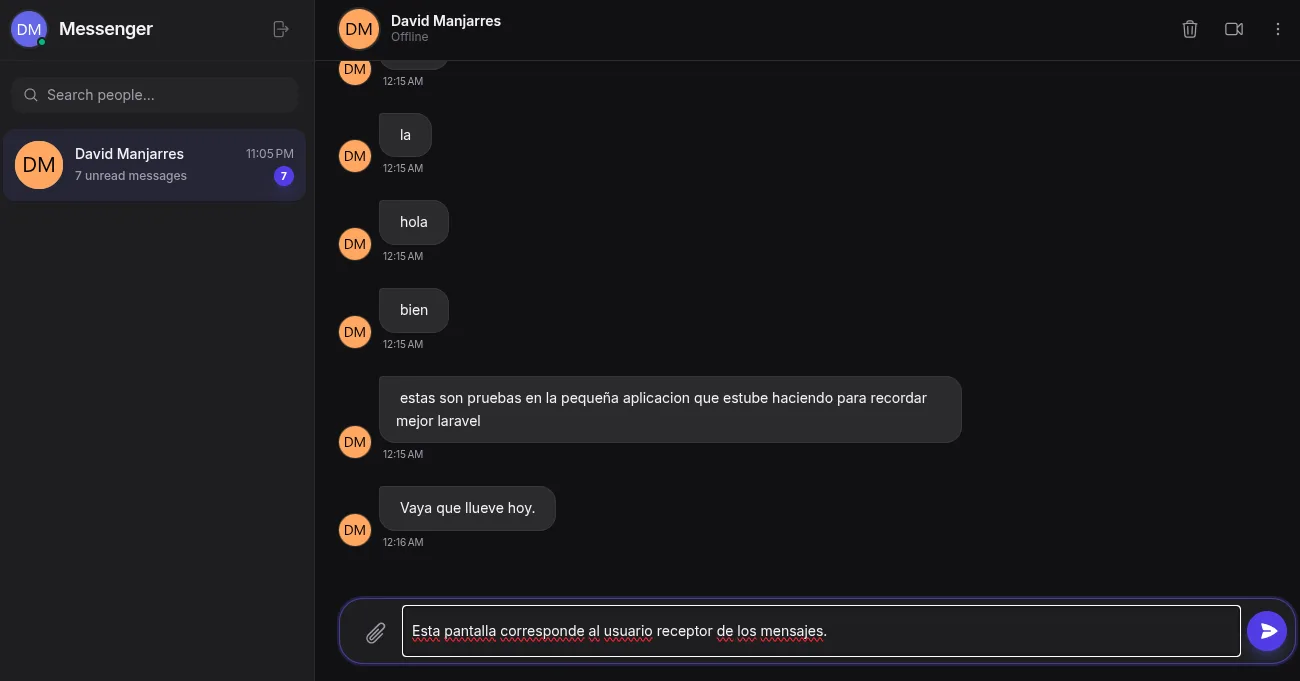 DM Messenger
Search people...
DM David Manjarres 11:05 PM
7 unread messages 7
DM David Manjarres
Offline
DM
12:15 AM
la
DM
12:15 AM
hola
DM
12:15 AM
bien
DM
12:15 AM
estas son pruebas en la pequeña aplicacion que estube haciendo para recordar
mejor laravel
DM
12:15 AM
Vaya que llueve hoy.
DM
12:16 AM
Esta pantalla corresponde al usuario receptor de los mensajes.